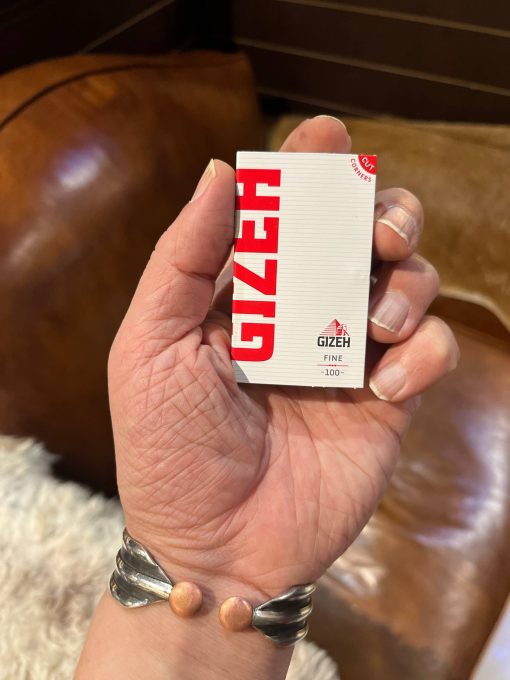 CUT
CORNERS
GIZEH
GIZEH
FINE
-100-